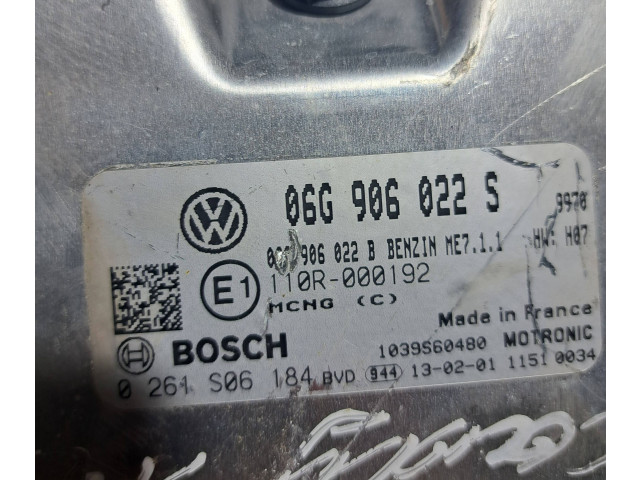 VW
06G 906 022 S 9970
906 022 B BENZIN ME7.1.1 HW: H07
E1 110R-000192
MCNG (C)
Made in France
BOSCH 1039S60480 MOTRONIC
0 261 S06 184 BVD 944 13-02-01 1151 0034